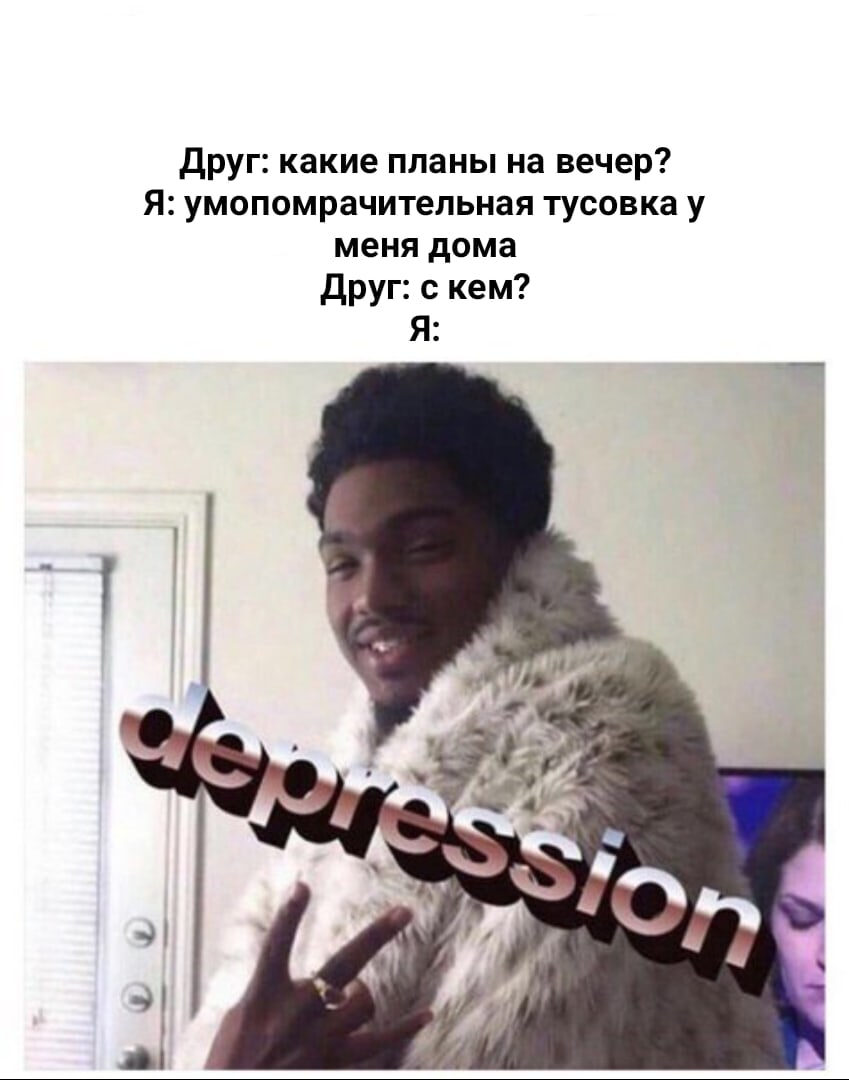 Друг: какие планы на вечер?
Я: умопомрачительная тусовка у
меня дома
Друг: с кем?
Я:
depression